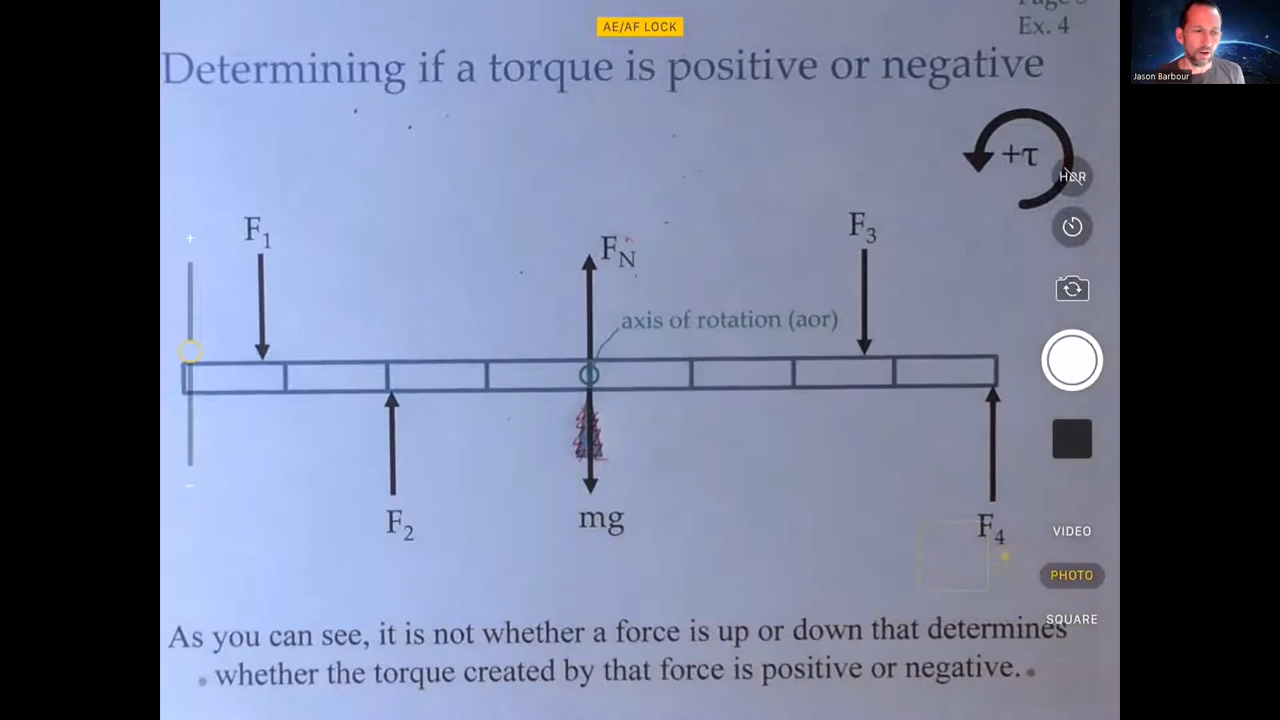 Page
Ex. 4
AE/AF LOCK
Jason Barbour
Determining if a torque is positive or negative
+τ
HDR
F1
FN
F3
axis of rotation (aor)
F2
mg
F4
VIDEO
PHOTO
SQUARE
As you can see, it is not whether a force is up or down that determines
whether the torque created by that force is positive or negative.